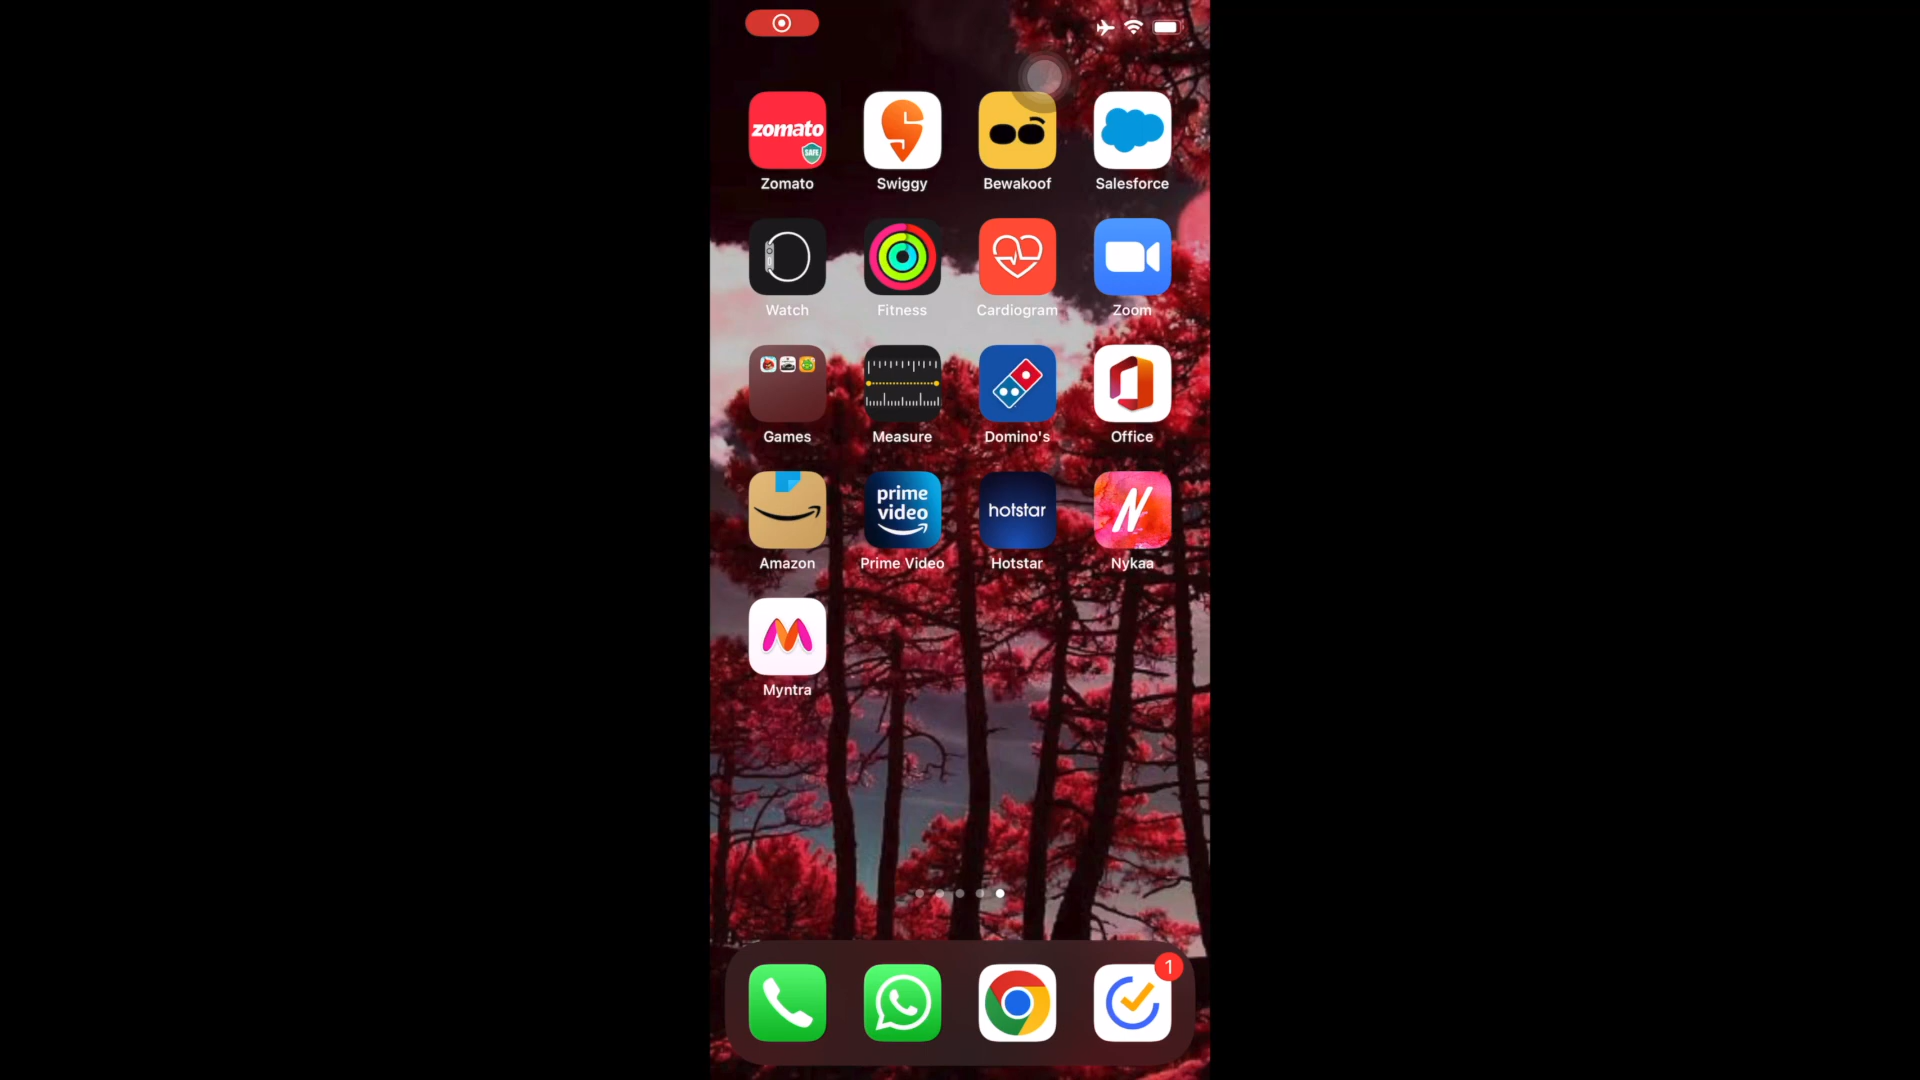 zomato
SAFE
Zomato Swiggy Bewakoof Salesforce
Watch Fitness Cardiogram Zoom
Games Measure Domino's Office
prime
video
hotstar
Amazon Prime Video Hotstar Nykaa
Myntra
1